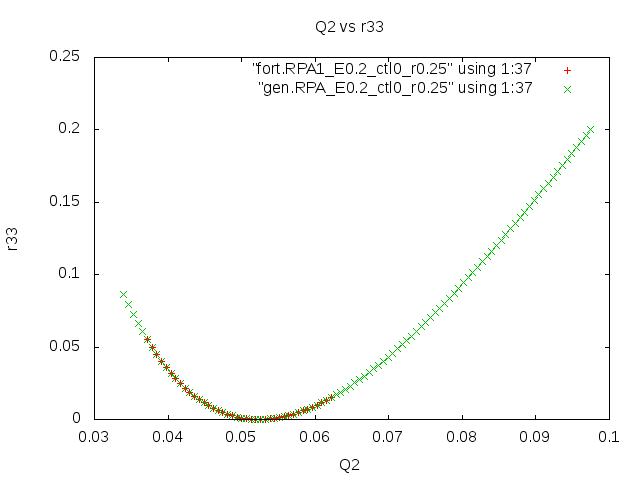 Q2 vs r33
0.25
"fort.RPA1_E0.2_ctl0_r0.25" using 1:37
"gen.RPA_E0.2_ctl0_r0.25" using 1:37
0.2
0.15
r33
0.1
0.05
0
0.03 0.04 0.05 0.06 0.07 0.08 0.09 0.1
Q2